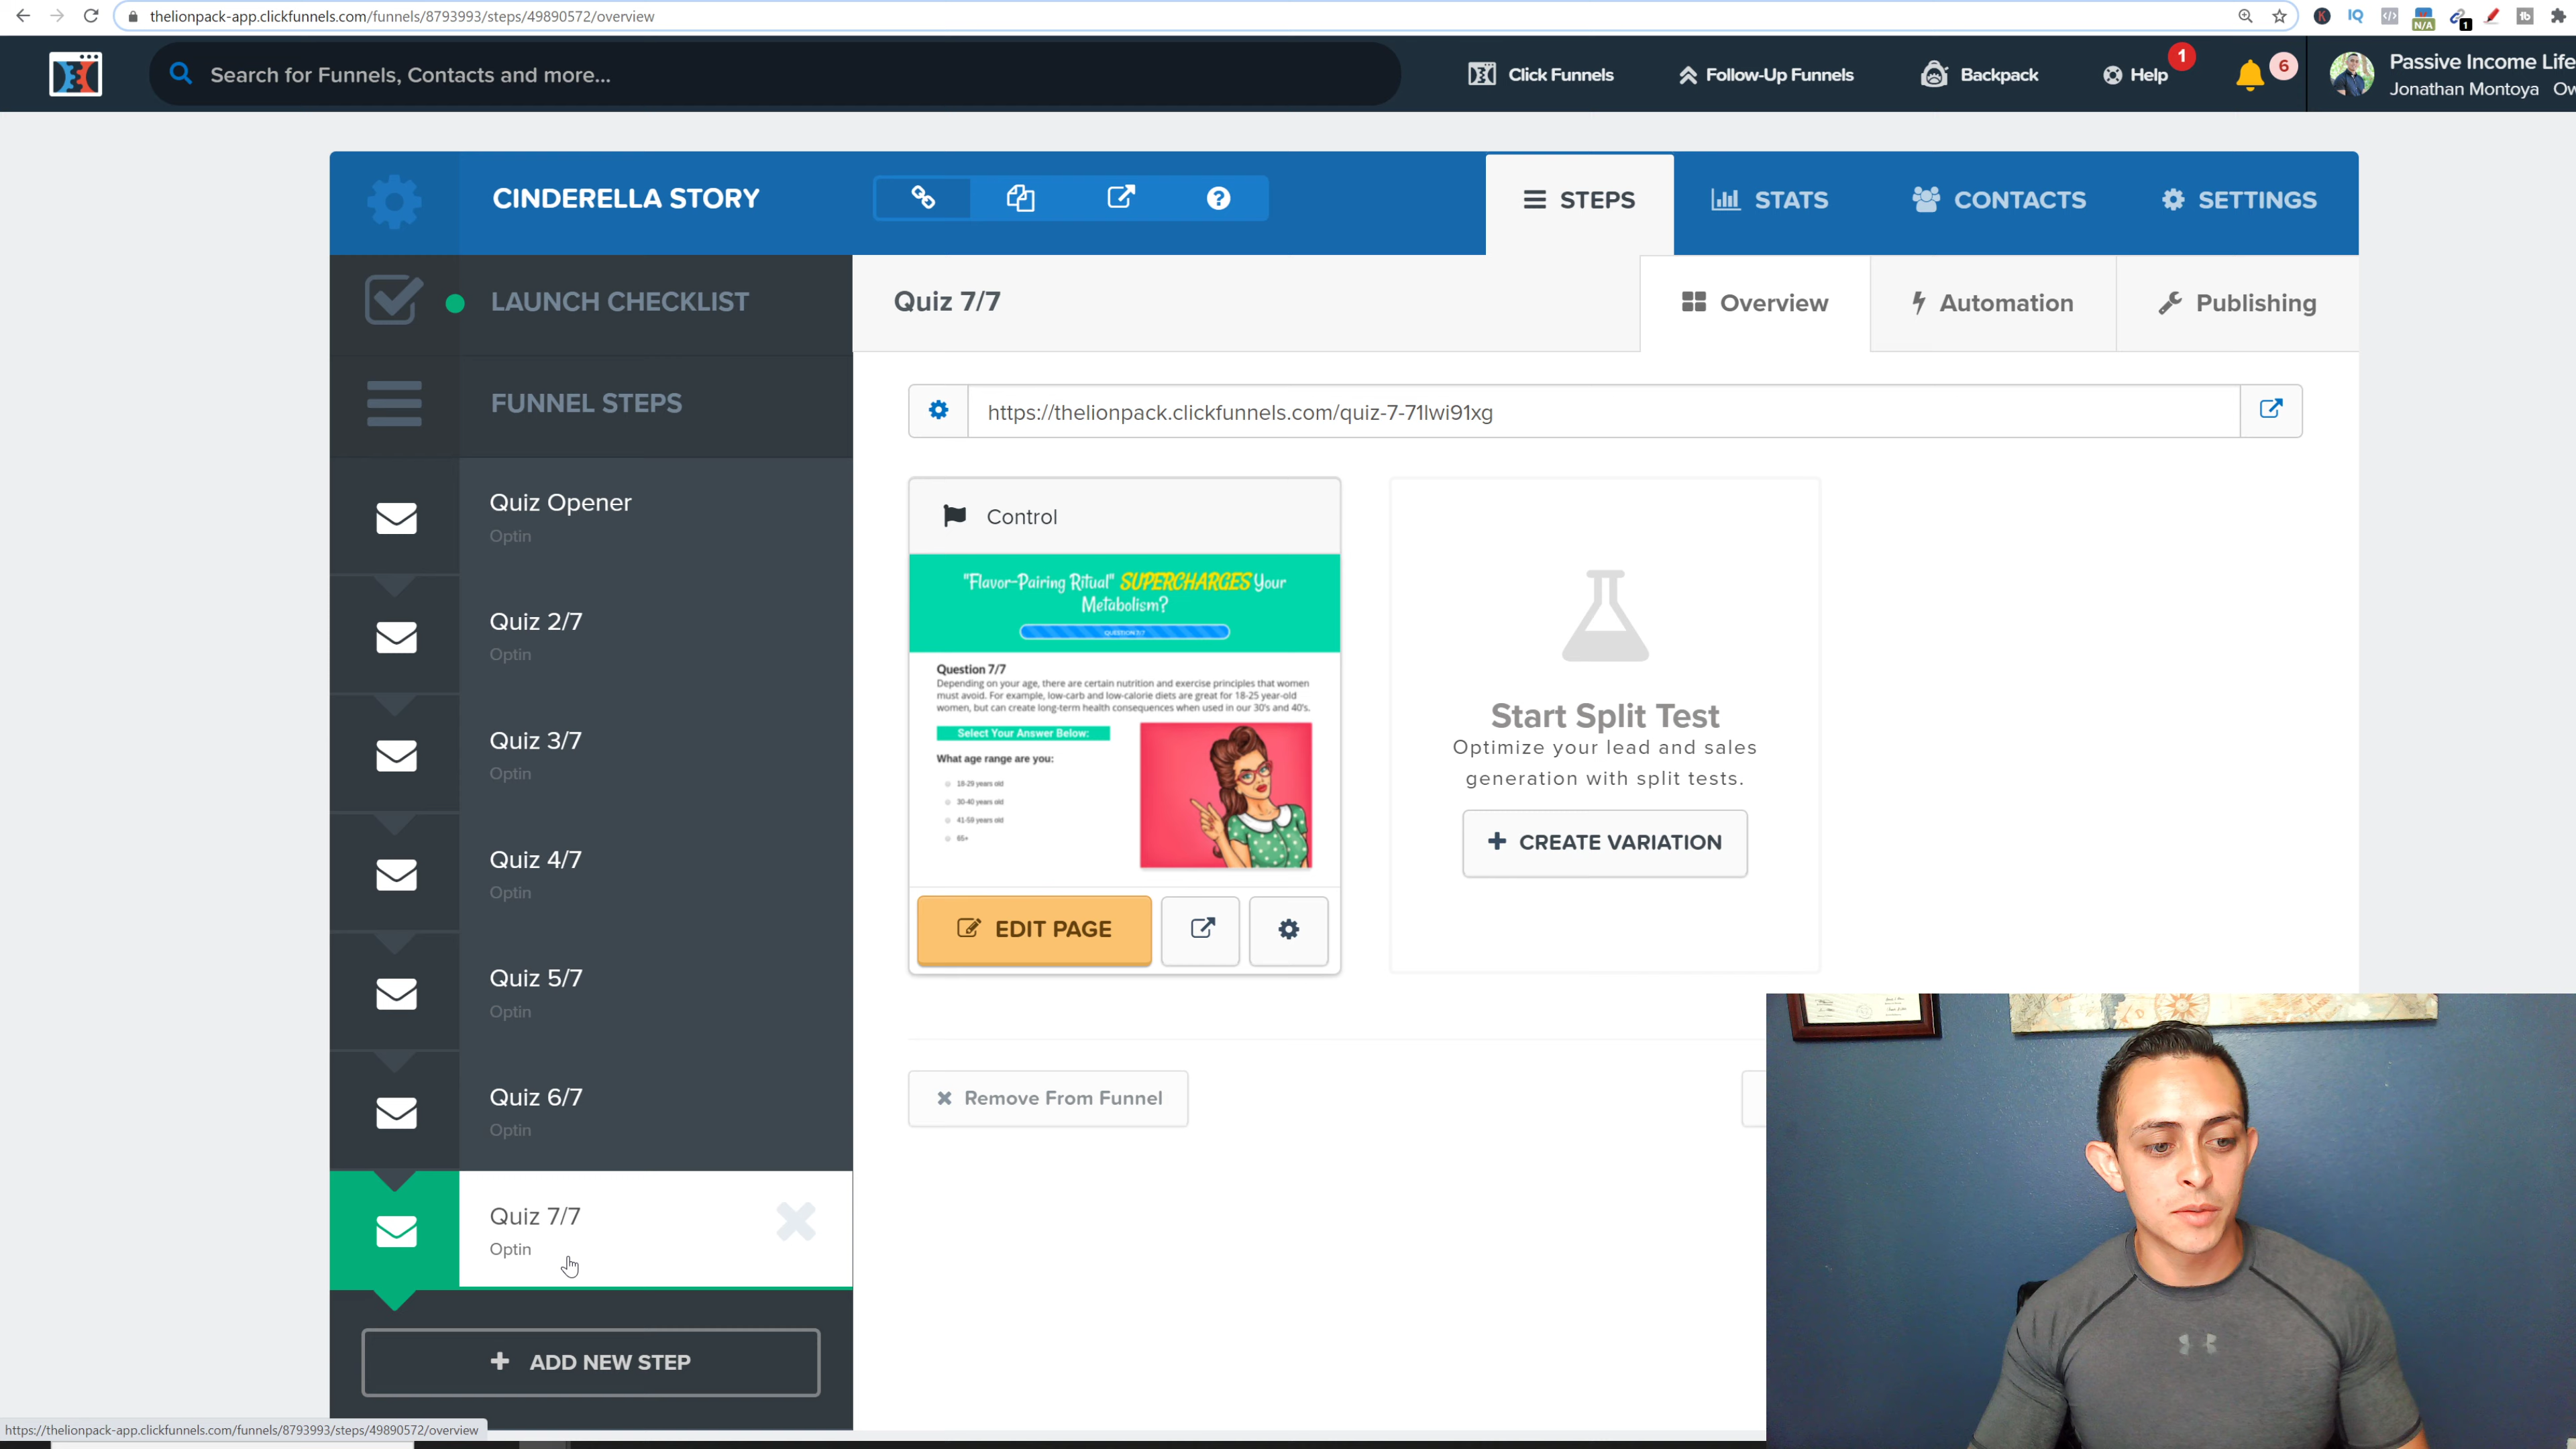 thelionpack-app.clickfunnels.com/funnels/8793993/steps/49890572/overview
IQ
N/A
1
Search for Funnels, Contacts and more...
Click Funnels
Follow-Up Funnels
Backpack
Help
1
6
Passive Income Life
Jonathan Montoya Ow
CINDERELLA STORY
STEPS
STATS
CONTACTS
SETTINGS
LAUNCH CHECKLIST
Quiz 7/7
Overview
Automation
Publishing
FUNNEL STEPS
https://thelionpack.clickfunnels.com/quiz-7-71lwi91xg
Quiz Opener
Optin
Quiz 2/7
Optin
Quiz 3/7
Optin
Quiz 4/7
Optin
Quiz 5/7
Optin
Quiz 6/7
Optin
Quiz 7/7
Optin
ADD NEW STEP
Control
"Flavor-Pairing Ritual" SUPERCHARGES Your
Metabolism?
QUESTION 7/7
Question 7/7
Depending on your age, there are certain nutrition and exercise principles that women
must avoid. For example, low-carb and low-calorie diets are great for 18-25 year-old
women, but can create long-term health consequences when used in our 30's and 40's.
Select Your Answer Below:
What age range are you:
18-29 years old
30-40 years old
41-59 years old
65+
EDIT PAGE
Start Split Test
Optimize your lead and sales
generation with split tests.
CREATE VARIATION
Remove From Funnel
https://thelionpack-app.clickfunnels.com/funnels/8793993/steps/49890572/overview